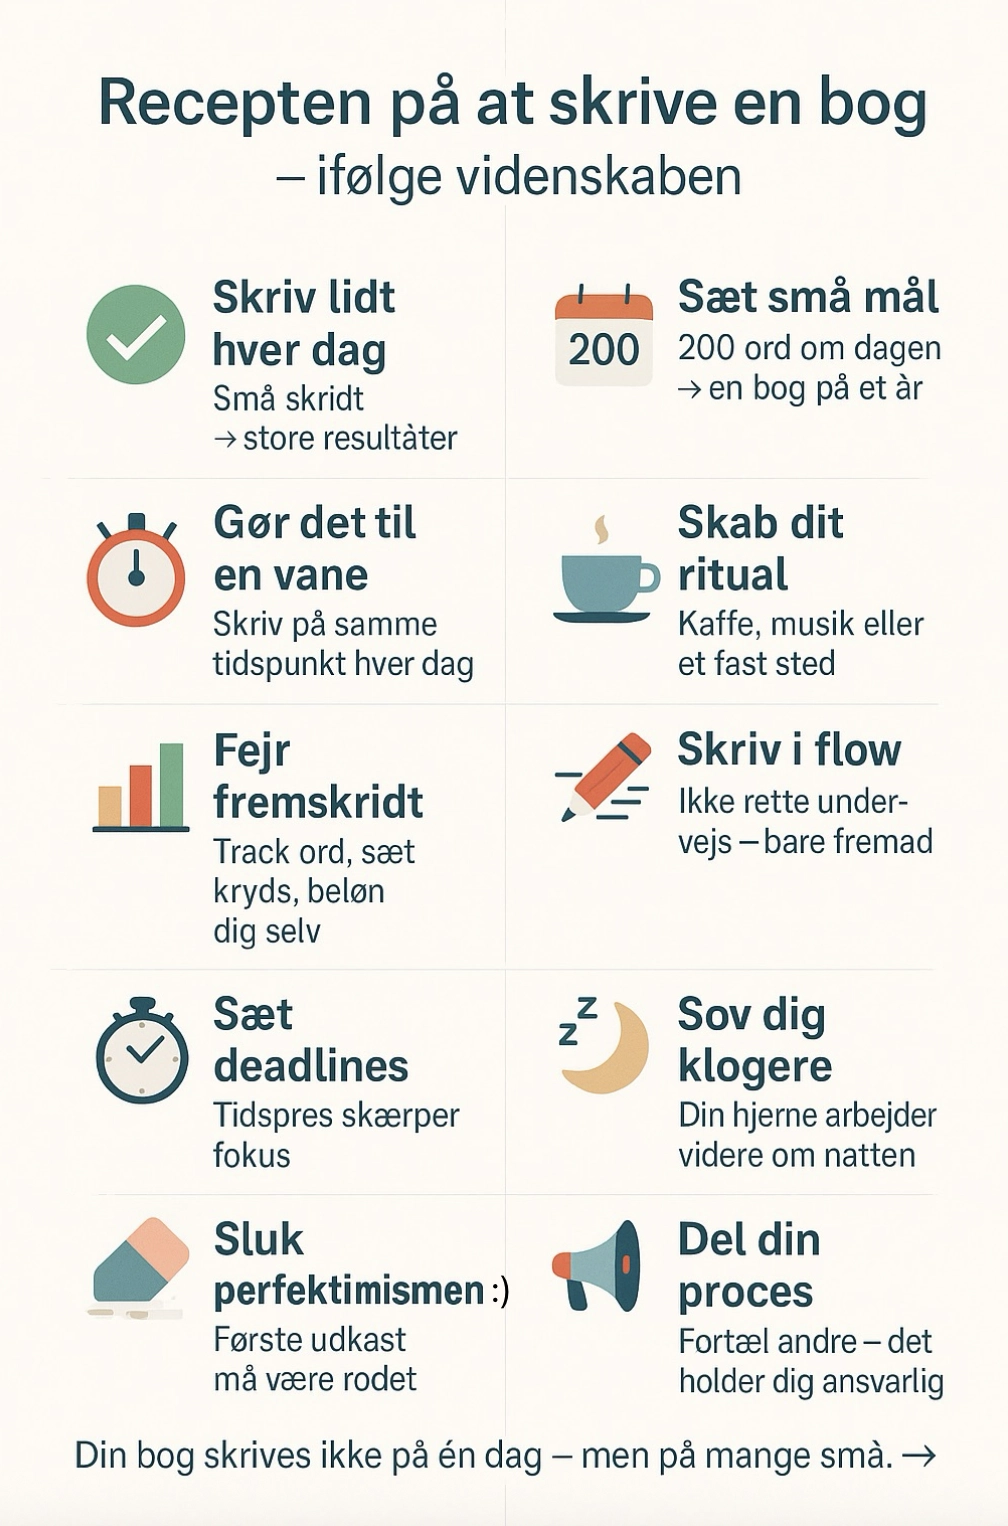 Recepten på at skrive en bog
– ifølge videnskaben
Skriv lidt
hver dag
Små skridt
→ store resultàter
Sæt små mål
200
200 ord om dagen
→ en bog på et àr
Gør det til
en vane
Skriv på samme
tidspunkt hver dag
Skab dit
ritual
Kaffe, musik eller
et fast sted
Fejr
fremskridt
Track ord, sæt
kryds, beløn
dig selv
Skriv i flow
Ikke rette under-
vejs – bare fremad
Sæt
deadlines
Tidspres skærper
fokus
z z
Sov dig
klogere
Din hjerne arbejder
videre om natten
Sluk
perfektimismen :)
Første udkast
må være rodet
Del din
proces
Fortæl andre – det
holder dig ansvarlig
Din bog skrives ikke på én dag – men på mange smà. →